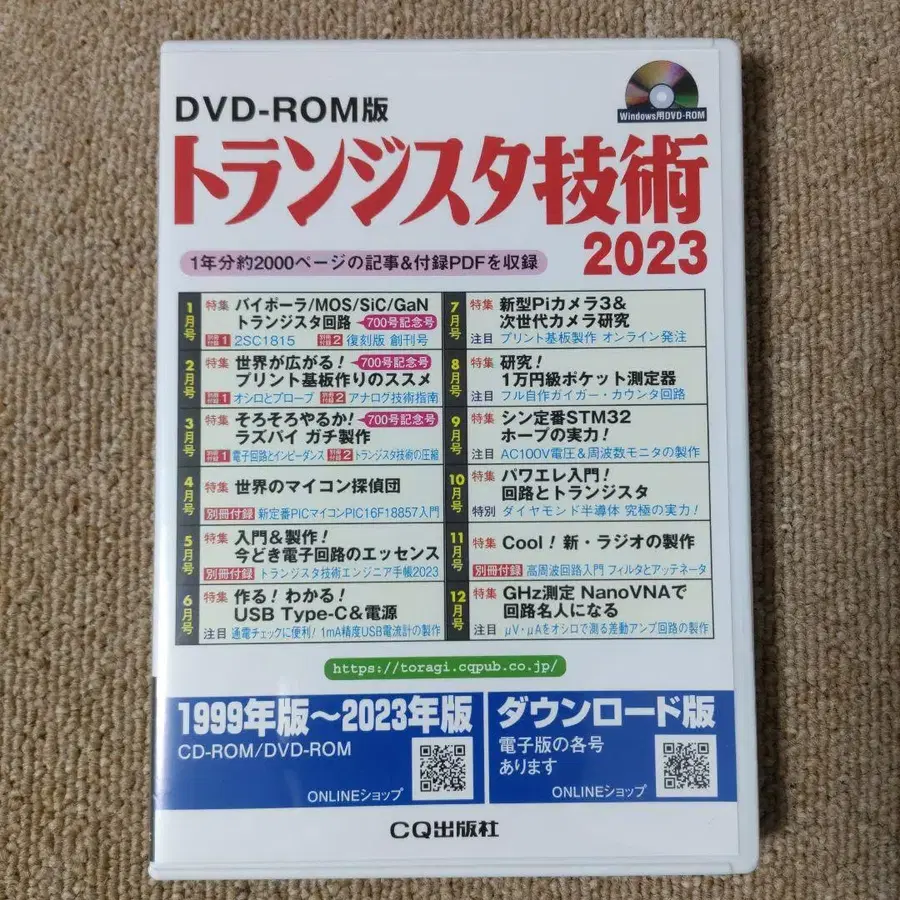 DVD-ROM版
Windows用DVD-ROM
トランジスタ技術
2023
1年分約2000ページの記事&付録PDFを収録
1月号
特集 バイポーラ/MOS/SiC/GaN
トランジスタ回路 700号記念号
別冊付録1 2SC1815 別冊付録2 復刻版 創刊号
2月号
特集 世界が広がる! 700号記念号
プリント基板作りのススメ
別冊付録1 オシロとプローブ 別冊付録2 アナログ技術指南
3月号
特集 そろそろやるか! 700号記念号
ラズパイ ガチ製作
別冊付録1 電子回路とインピーダンス 別冊付録2 トランジスタ技術の圧縮
4月号
特集 世界のマイコン探偵団
別冊付録 新定番PICマイコンPIC16F18857入門
5月号
特集 入門&製作!
今どき電子回路のエッセンス
別冊付録 トランジスタ技術エンジニア手帳2023
6月号
特集 作る! わかる!
USB Type-C&電源
注目 通電チェックに便利! 1mA精度USB電流計の製作
7月号
特集 新型Piカメラ3&
次世代カメラ研究
注目 プリント基板製作 オンライン発注
8月号
特集 研究!
1万円級ポケット測定器
注目 フル自作ガイガー・カウンタ回路
9月号
特集 シン定番STM32
ホープの実力!
注目 AC100V電圧&周波数モニタの製作
10月号
特集 パワエレ入門!
回路とトランジスタ
特別 ダイヤモンド半導体 究極の実力!
11月号
特集 Cool! 新・ラジオの製作
別冊付録 高周波回路入門 フィルタとアッテネータ
12月号
特集 GHz測定 NanoVNAで
回路名人になる
注目 μV・μAをオシロで測る差動アンプ回路の製作
https://toragi.cqpub.co.jp/
1999年版〜2023年版
CD-ROM/DVD-ROM
ONLINEショップ
ダウンロード版
電子版の各号
あります
ONLINEショップ
CQ出版社